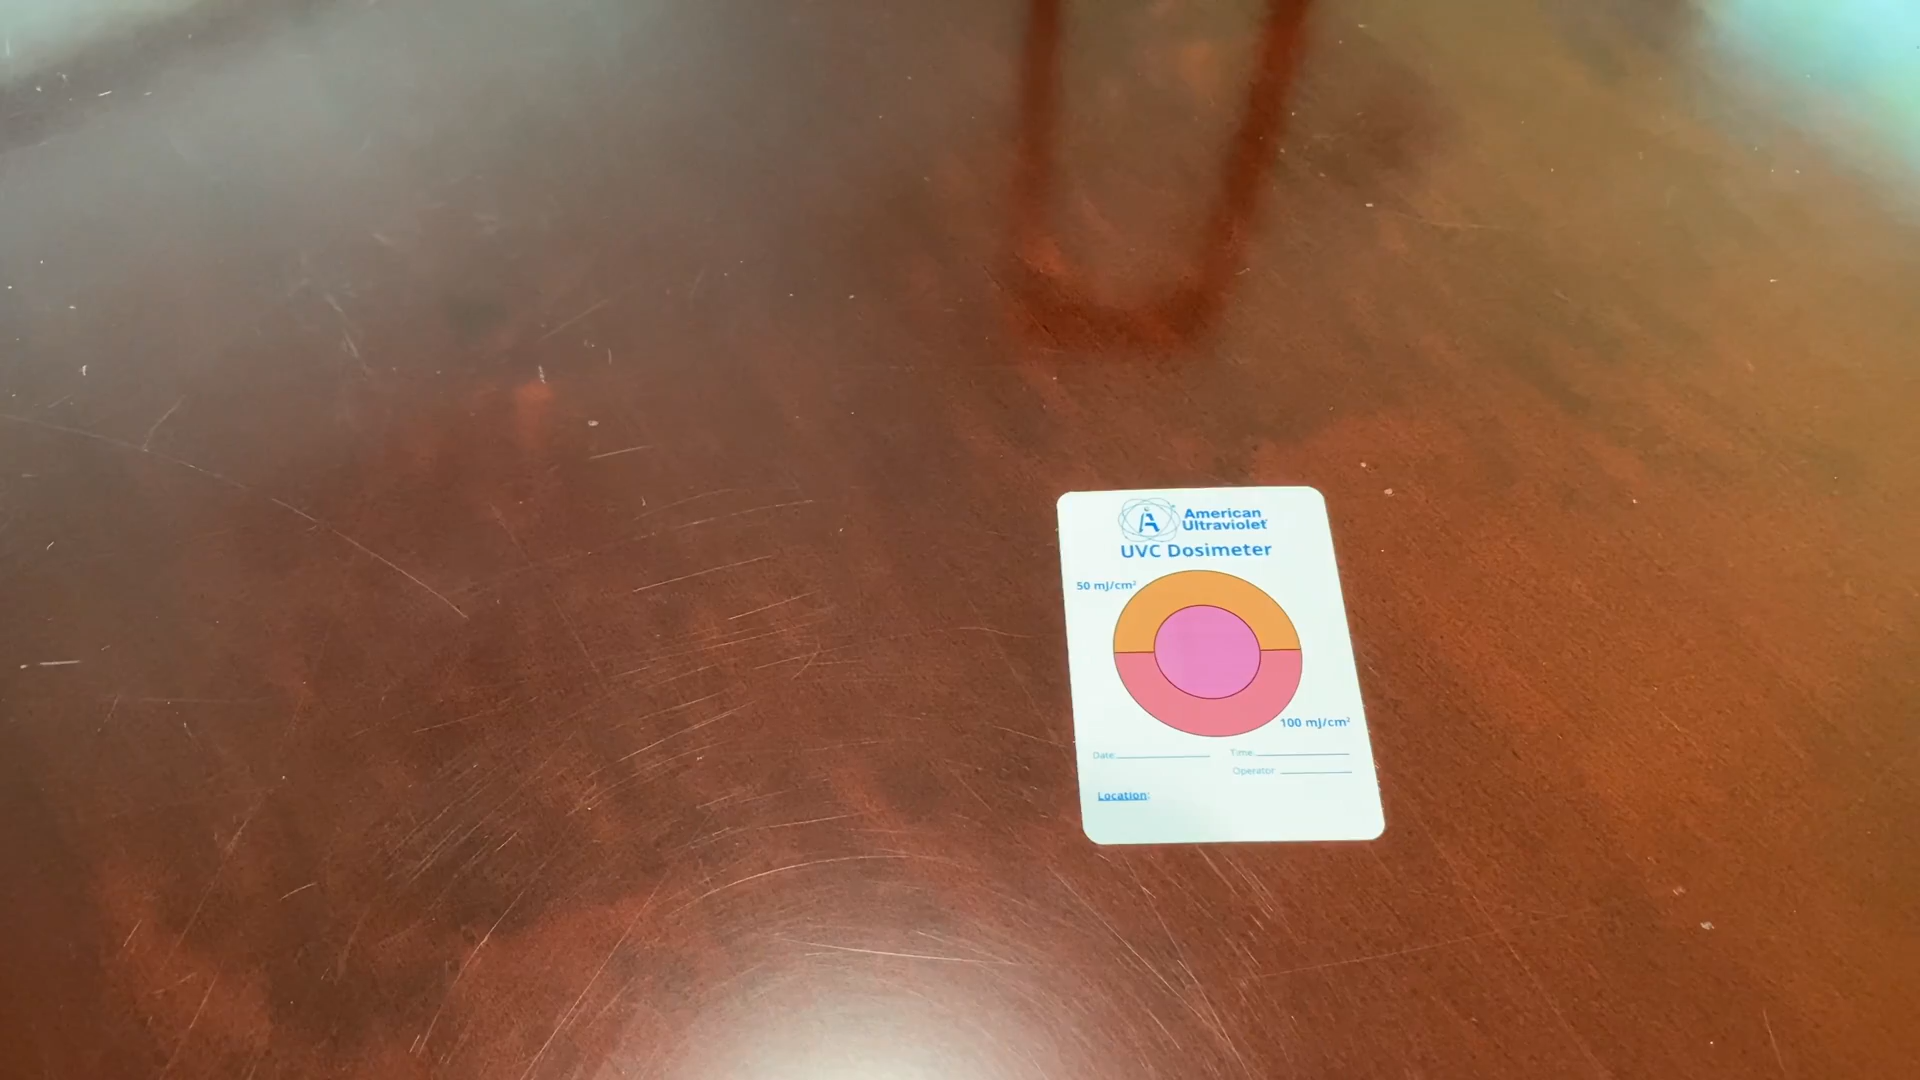 American
Ultraviolet
UVC Dosimeter
50 mJ/cm²
100 mJ/cm²
Date: Time:
Operator:
Location: